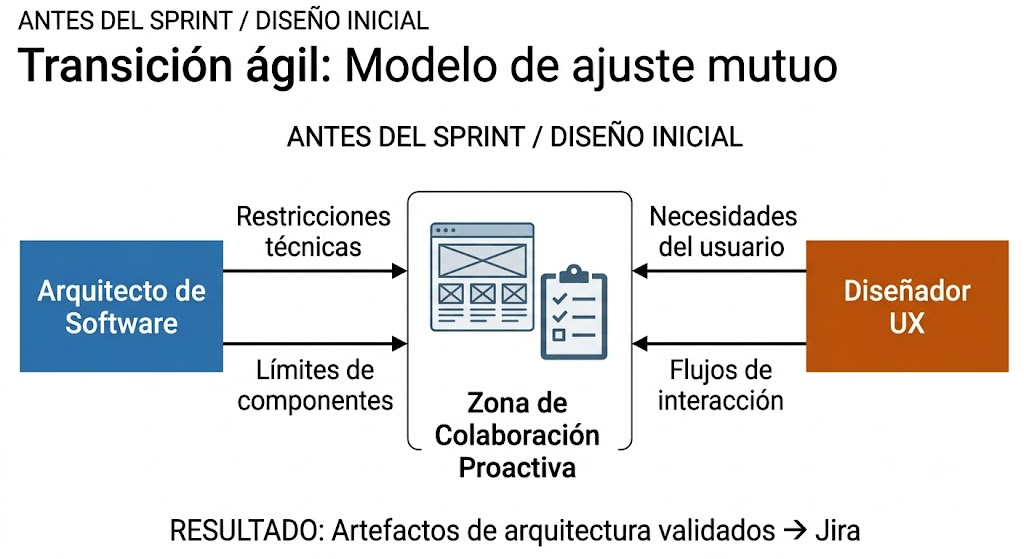 ANTES DEL SPRINT / DISEÑO INICIAL
Transición ágil: Modelo de ajuste mutuo
ANTES DEL SPRINT / DISEÑO INICIAL
Arquitecto de
Software
Restricciones
técnicas
Límites de
componentes
Zona de
Colaboración
Proactiva
Necesidades
del usuario
Flujos de
interacción
Diseñador
UX
RESULTADO: Artefactos de arquitectura validados → Jira